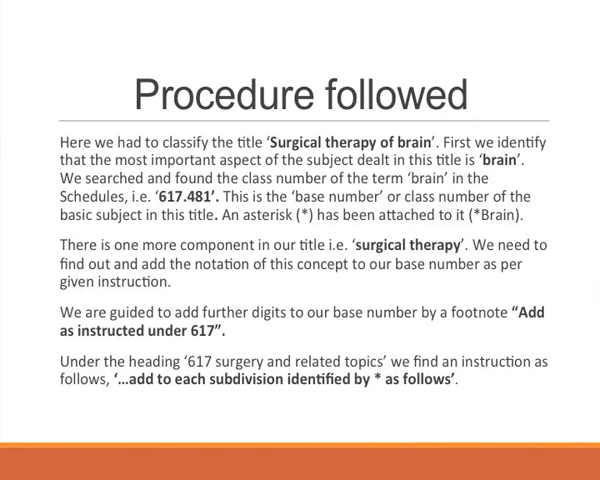 Procedure followed
Here we had to classify the title ‘Surgical therapy of brain’. First we identify
that the most important aspect of the subject dealt in this title is ‘brain’.
We searched and found the class number of the term ‘brain’ in the
Schedules, i.e. ‘617.481’. This is the ‘base number’ or class number of the
basic subject in this title. An asterisk (*) has been attached to it (*Brain).
There is one more component in our title i.e. ‘surgical therapy’. We need to
find out and add the notation of this concept to our base number as per
given instruction.
We are guided to add further digits to our base number by a footnote “Add
as instructed under 617”.
Under the heading ‘617 surgery and related topics’ we find an instruction as
follows, ‘…add to each subdivision identified by * as follows’.